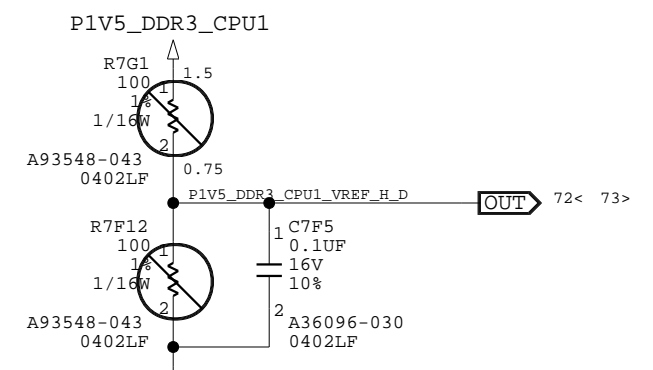 P1V5_DDR3_CPU1
R7G1
100
1%
1/16W
1
1.5
2
A93548-043
0402LF
0.75
P1V5_DDR3_CPU1_VREF_H_D
OUT
72< 73>
R7F12
100
1%
1/16W
1
2
A93548-043
0402LF
1
C7F5
0.1UF
16V
10%
2
A36096-030
0402LF